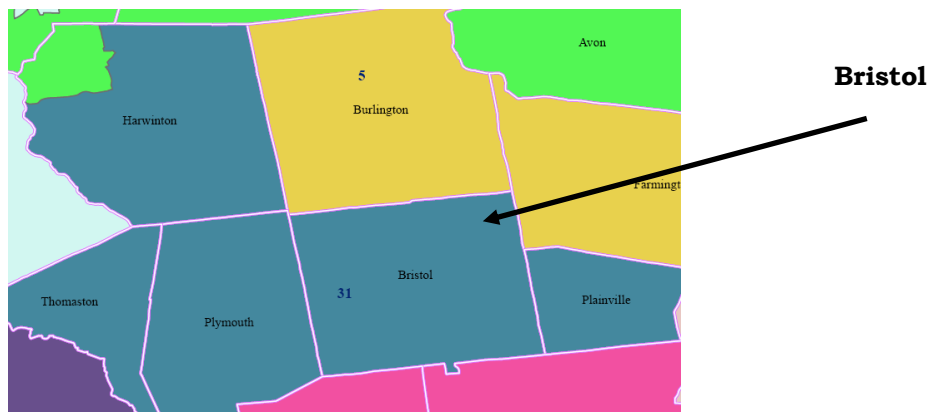 Avon
Bristol
5
Burlington
Harwinton
Farmingt
Bristol
31
Thomaston
Plainville
Plymouth